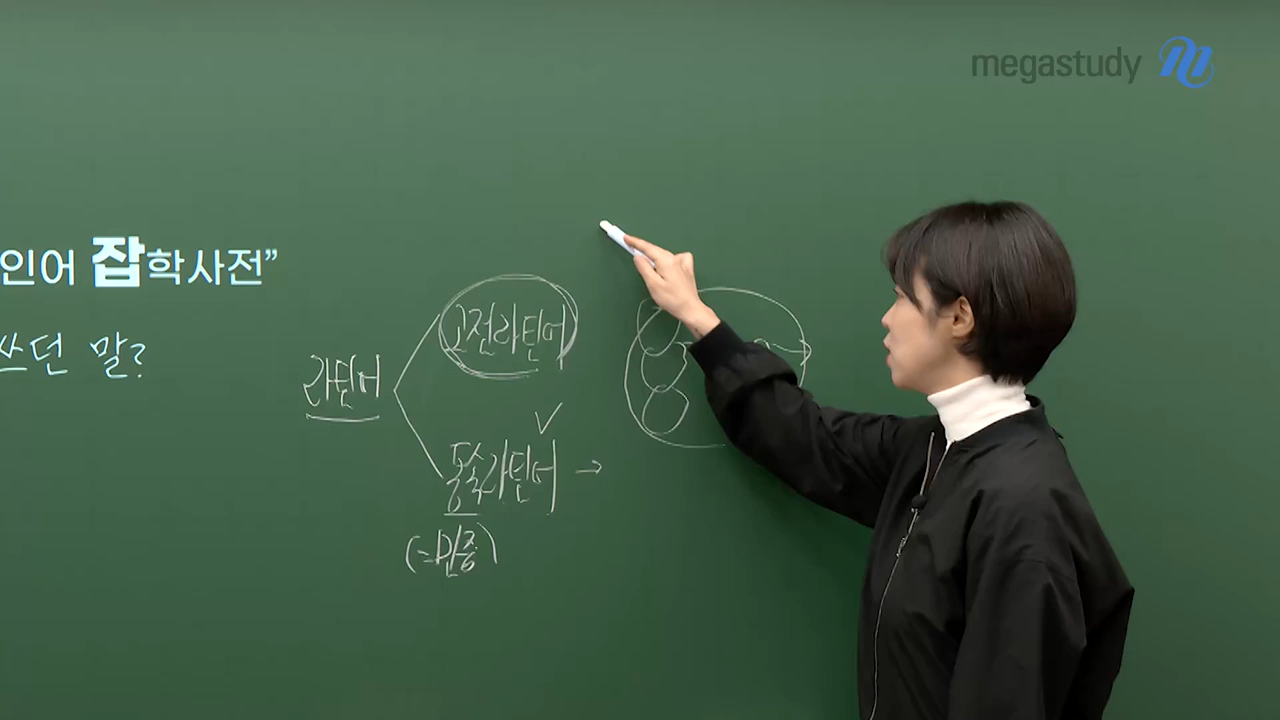 megastudy
인어 잡학사전”
쓰던 말?
고전라틴어
라틴어
통속라틴어 →
(=민중)